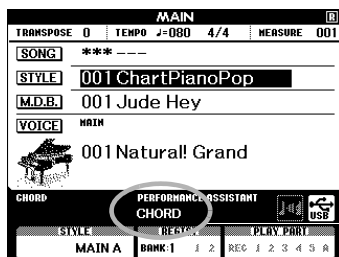 MAIN R
TRANSPOSE 0 TEMPO ♩=080 4/4 MEASURE 001
SONG *** ---
STYLE 001 ChartPianoPop
M.D.B. 001 Jude Hey
VOICE MAIN
001 Natural! Grand
CHORD PERFORMANCE ASSISTANT
CHORD
USB
STYLE REGIST. PLAY PART
MAIN A BANK:1 1 2 REC 1 2 3 4 5 A